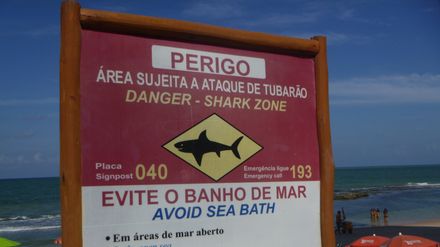 PERIGO
ÁREA SUJEITA A ATAQUE DE TUBARÃO
DANGER - SHARK ZONE
Placa
Signpost 040
Emergência ligue
Emergency call 193
EVITE O BANHO DE MAR
AVOID SEA BATH
• Em áreas de mar aberto